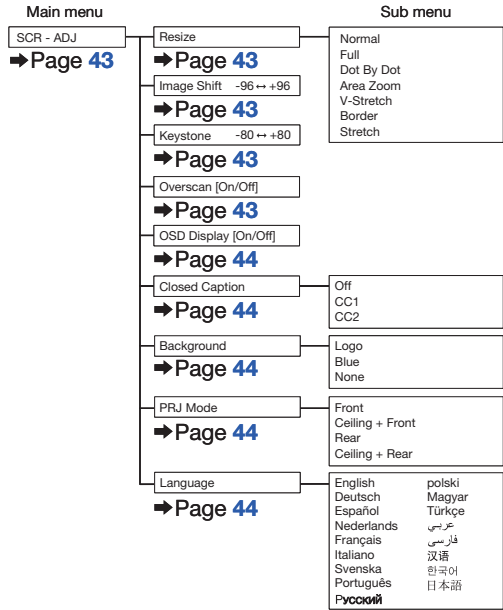 Main menu
Sub menu
SCR - ADJ
➡Page 43
Resize
➡Page 43
Normal
Full
Dot By Dot
Area Zoom
V-Stretch
Border
Stretch
Image Shift -96 ↔ +96
➡Page 43
Keystone -80 ↔ +80
➡Page 43
Overscan [On/Off]
➡Page 43
OSD Display [On/Off]
➡Page 44
Closed Caption
➡Page 44
Off
CC1
CC2
Background
➡Page 44
Logo
Blue
None
PRJ Mode
➡Page 44
Front
Ceiling + Front
Rear
Ceiling + Rear
Language
➡Page 44
English
Deutsch
Español
Nederlands
Français
Italiano
Svenska
Português
Русский
polski
Magyar
Türkçe
عربي
فارسی
汉语
한국어
日本語